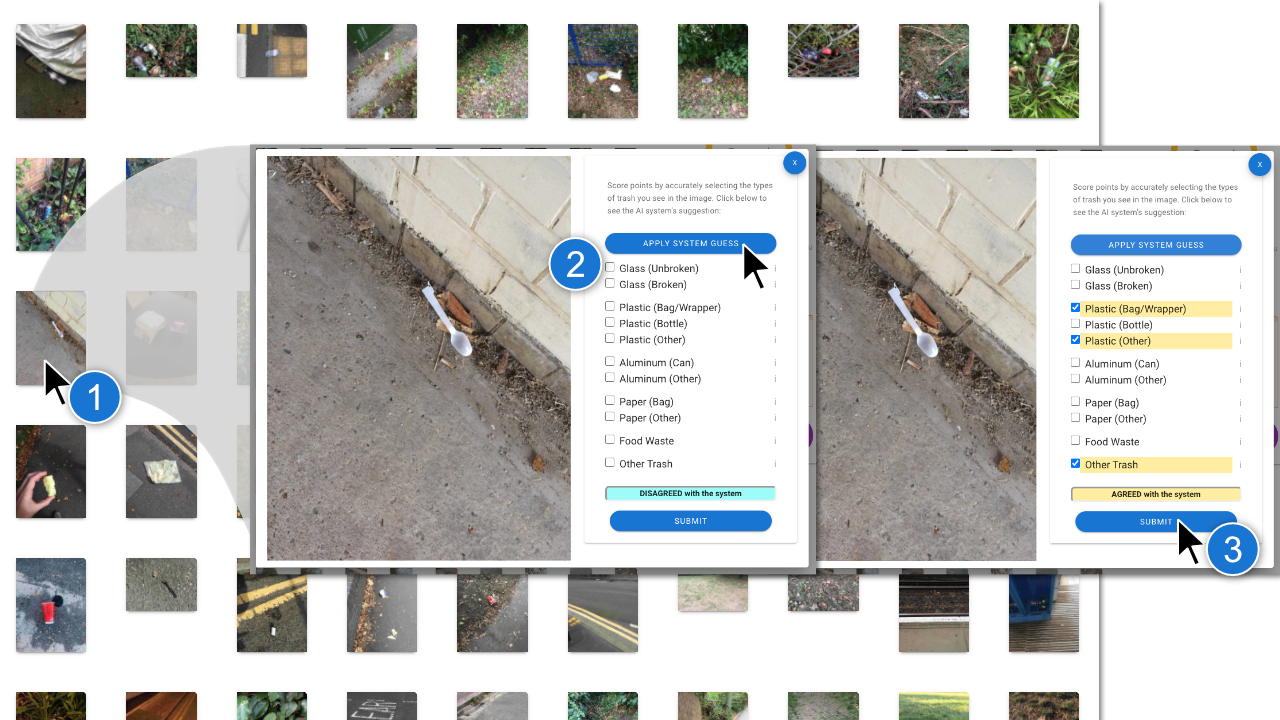 X
Score points by accurately selecting the types
of trash you see in the image. Click below to
see the AI system's suggestion:
APPLY SYSTEM GUESS
2
Glass (Unbroken) i
Glass (Broken) i
Plastic (Bag/Wrapper) i
Plastic (Bottle) i
Plastic (Other) i
Aluminum (Can) i
Aluminum (Other) i
Paper (Bag) i
Paper (Other) i
Food Waste i
Other Trash i
DISAGREED with the system
SUBMIT
1
X
Score points by accurately selecting the types
of trash you see in the image. Click below to
see the AI system's suggestion:
APPLY SYSTEM GUESS
Glass (Unbroken) i
Glass (Broken) i
Plastic (Bag/Wrapper) i
Plastic (Bottle) i
Plastic (Other) i
Aluminum (Can) i
Aluminum (Other) i
Paper (Bag) i
Paper (Other) i
Food Waste i
Other Trash i
AGREED with the system
SUBMIT
3